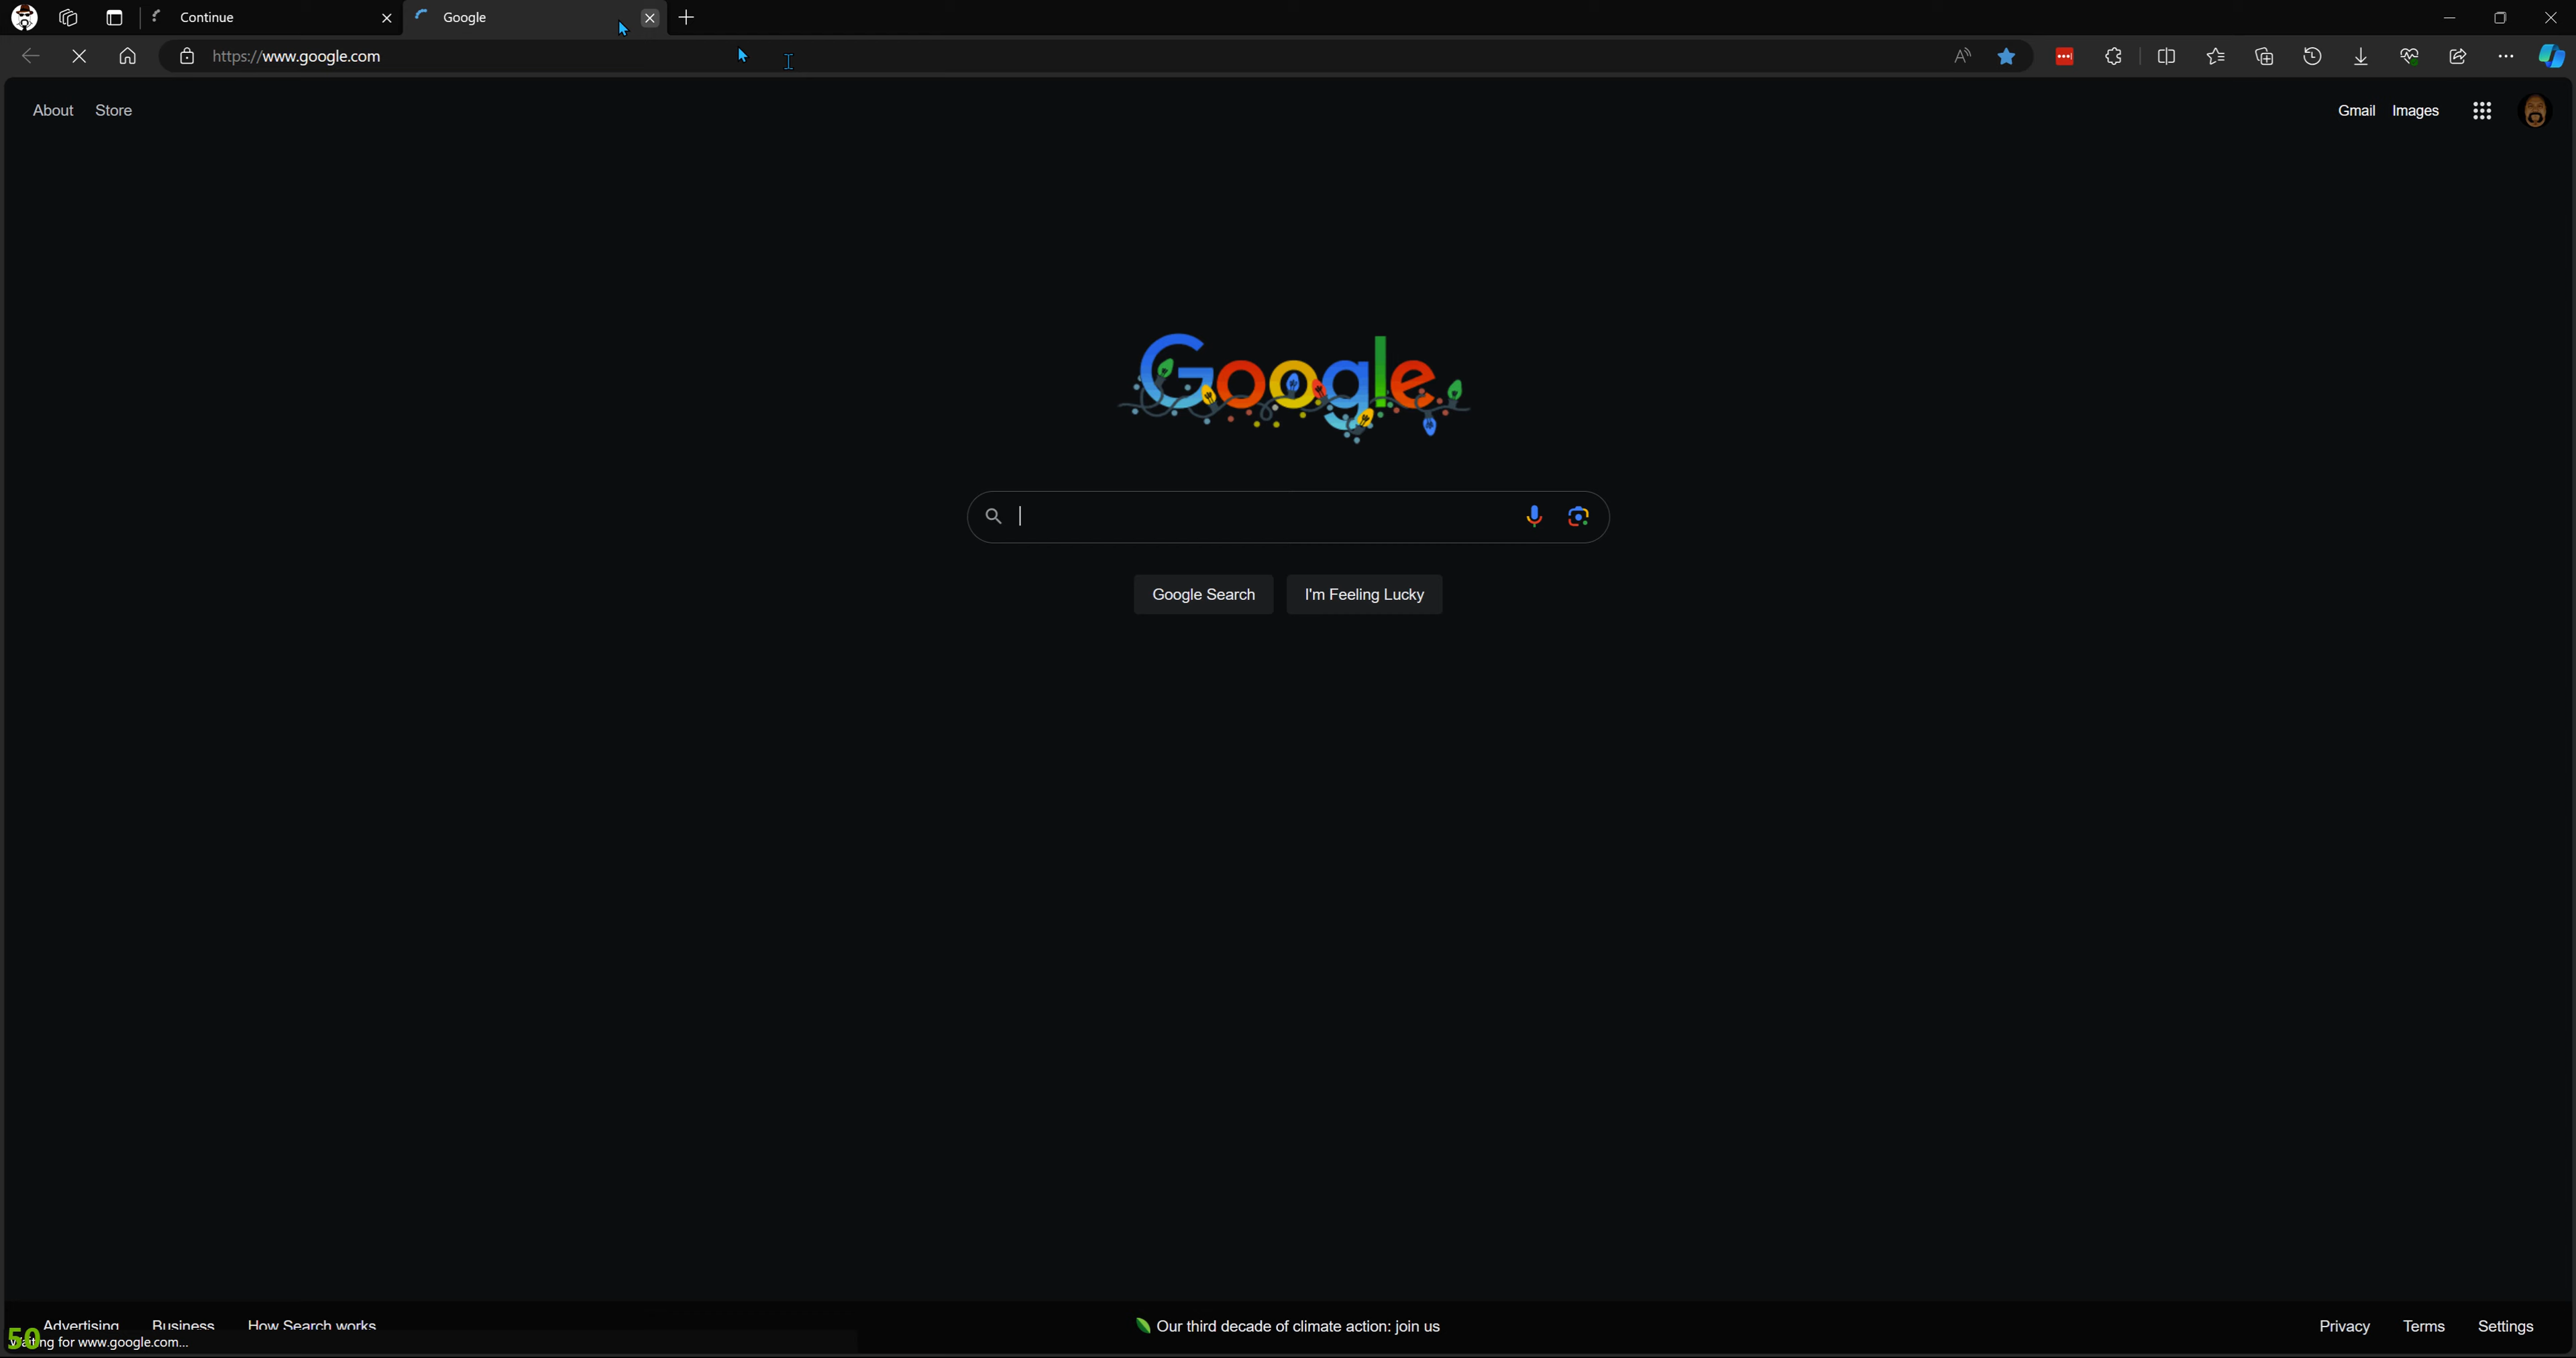 Continue
Google
https://www.google.com
About Store
Gmail Images
Google
Google Search I'm Feeling Lucky
Advertising Business How Search works
Our third decade of climate action: join us
Privacy Terms Settings
50
Waiting for www.google.com...